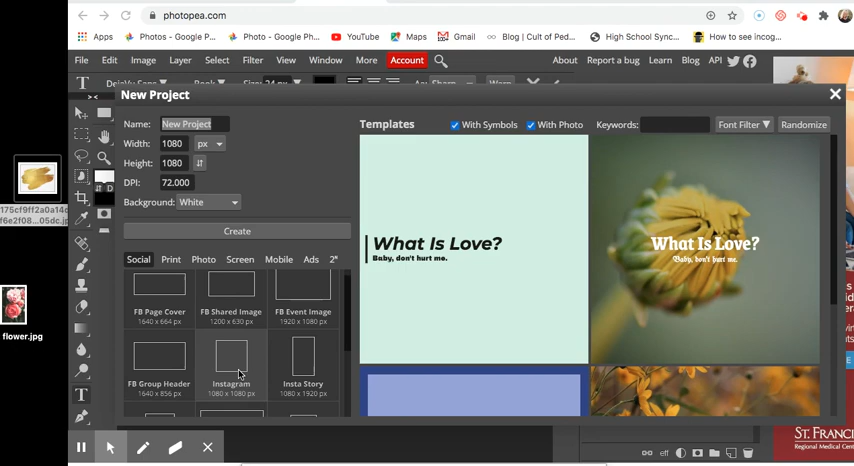 photopea.com
Apps
Photos - Google P...
Photo - Google Ph...
YouTube
Maps
Gmail
Blog | Cult of Ped...
High School Sync...
How to see incog...
File Edit Image Layer Select Filter View Window More Account
About Report a bug Learn Blog API
New Project
Name: New Project
Width: 1080 px
Height: 1080
DPI: 72.000
Background: White
Create
Social Print Photo Screen Mobile Ads 2ⁿ
FB Page Cover
1640 x 664 px
FB Shared Image
1200 x 630 px
FB Event Image
1920 x 1080 px
FB Group Header
1640 x 856 px
Instagram
1080 x 1080 px
Insta Story
1080 x 1920 px
Templates
With Symbols
With Photo
Keywords:
Font Filter ▼
Randomize
What Is Love?
Baby, don't hurt me.
What Is Love?
Baby, don't hurt me.
flower.jpg
eff
ST. FRANC
Regional Medical Cent